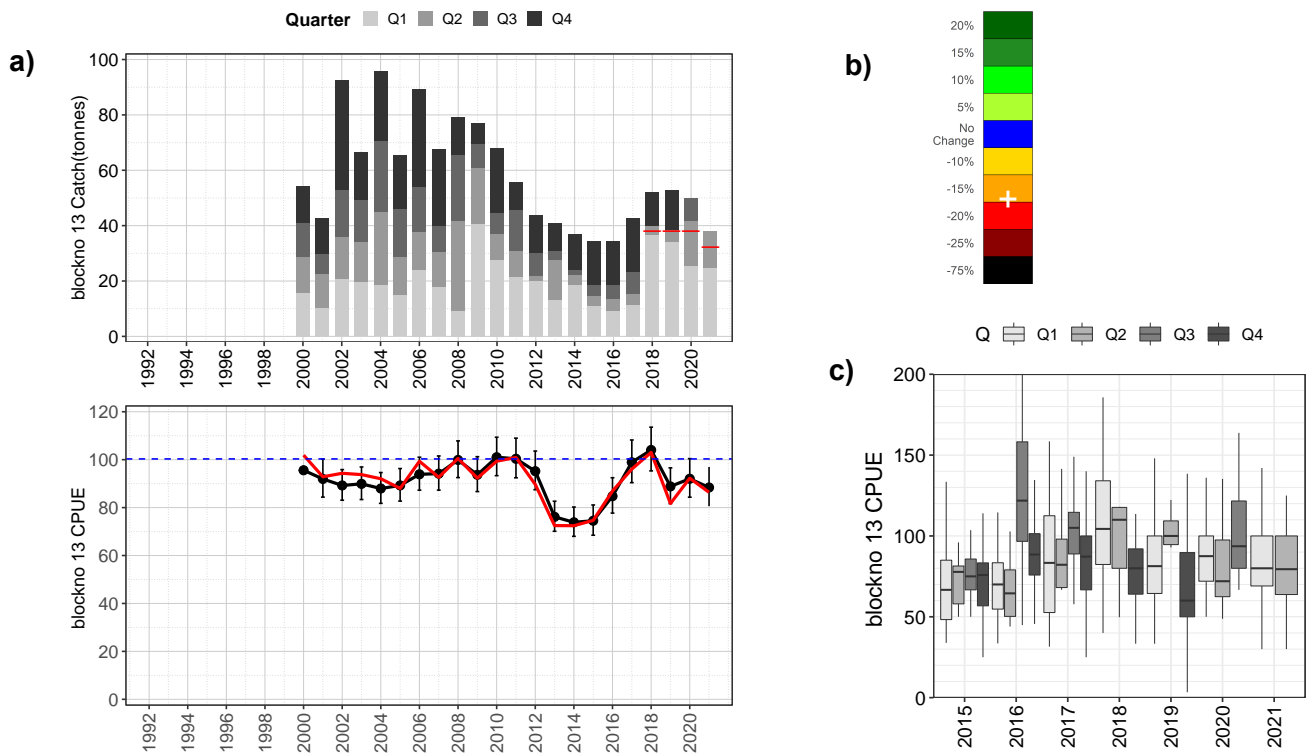 Quarter Q1 Q2 Q3 Q4
a)
blockno 13 Catch(tonnes)
100
80
60
40
20
0
1992 1994 1996 1998 2000 2002 2004 2006 2008 2010 2012 2014 2016 2018 2020
blockno 13 CPUE
120
100
80
60
40
20
0
1992 1994 1996 1998 2000 2002 2004 2006 2008 2010 2012 2014 2016 2018 2020
b)
20%
15%
10%
5%
No
Change
-10%
-15%
-20%
-25%
-75%
Q Q1 Q2 Q3 Q4
c)
blockno 13 CPUE
200
150
100
50
0
2015 2016 2017 2018 2019 2020 2021